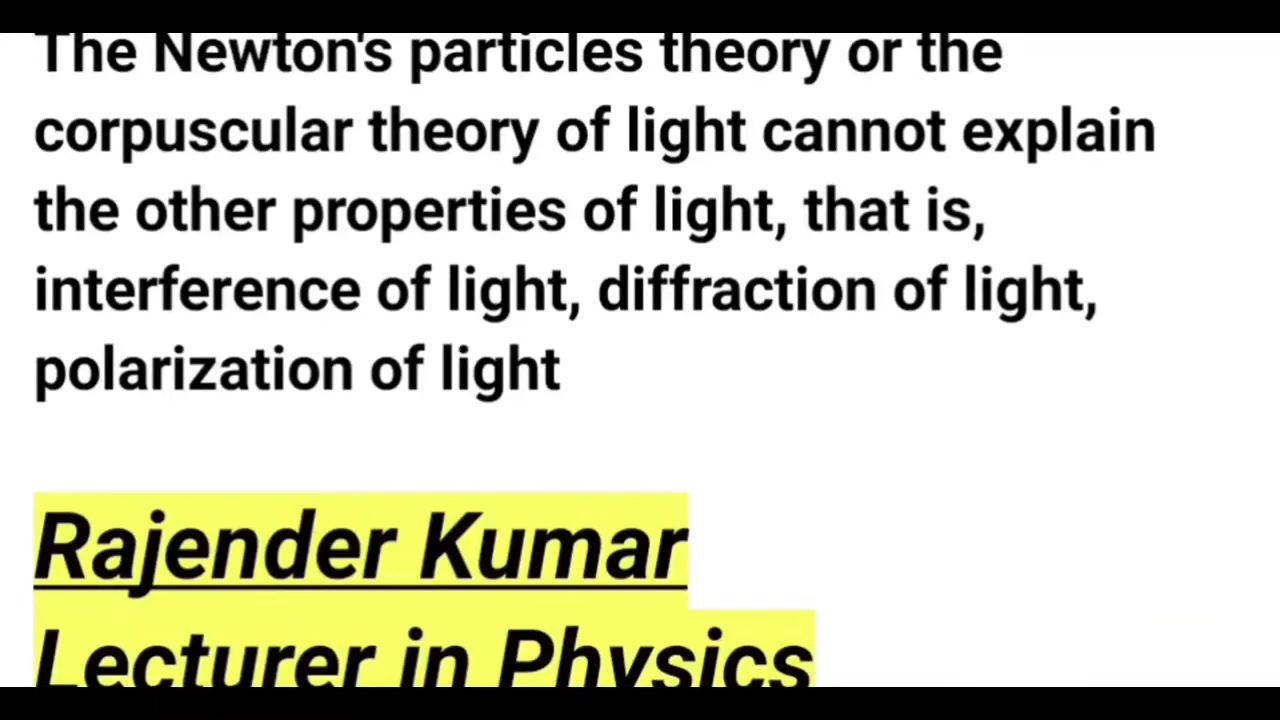 The Newton's particles theory or the
corpuscular theory of light cannot explain
the other properties of light, that is,
interference of light, diffraction of light,
polarization of light
Rajender Kumar
Lecturer in Physics